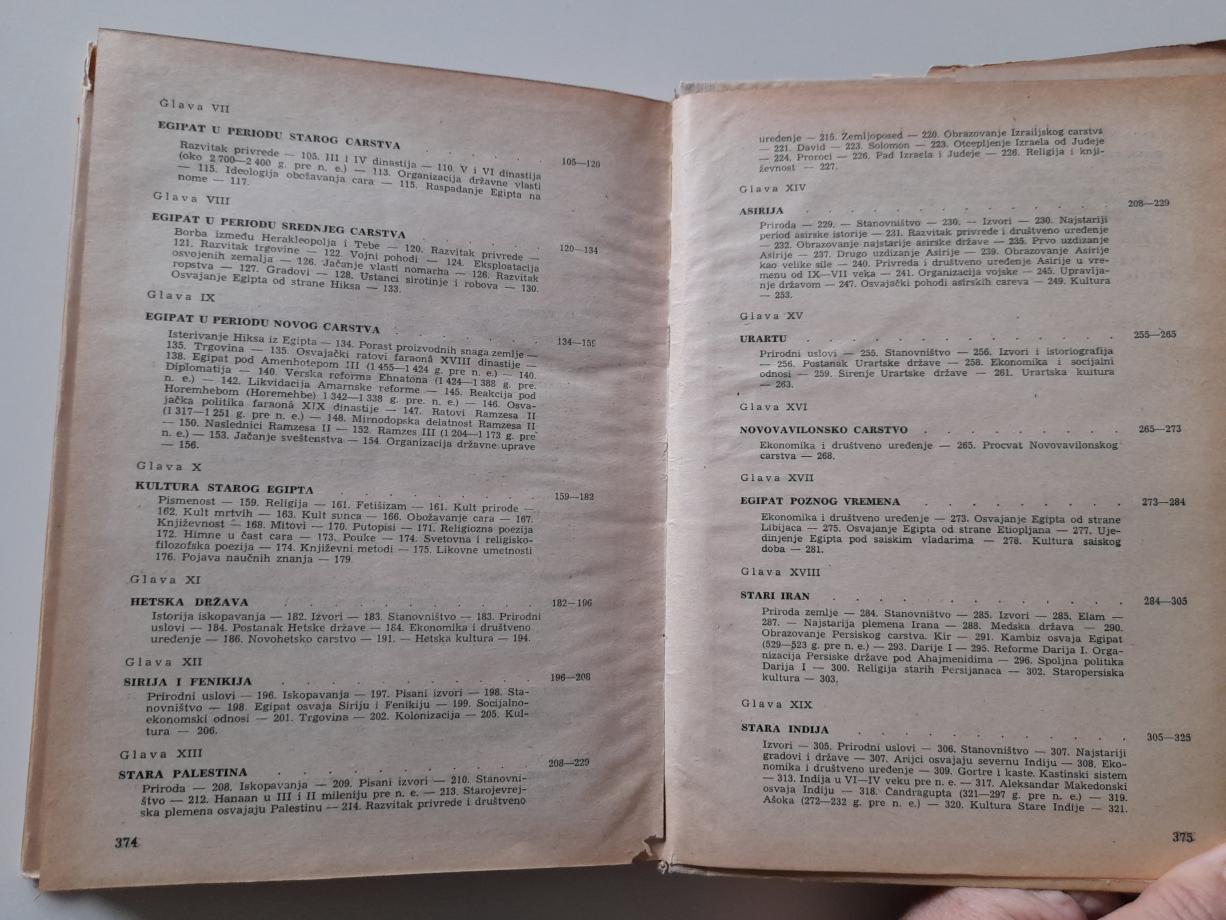 Glava VII
EGIPAT U PERIODU STAROG CARSTVA . . . . . . 105—120
Razvitak privrede — 105. III i IV dinastija — 110. V i VI dinastija
(oko 2 700—2 400 g. pre n. e.) — 113. Organizacija državne vlasti
— 115. Ideologija obožavanja cara — 115. Raspadanje Egipta na
nome — 117.
Glava VIII
EGIPAT U PERIODU SREDNJEG CARSTVA . . . . . . 120—134
Borba između Herakleopolja i Tebe — 120. Razvitak privrede —
121. Razvitak trgovine — 122. Vojni pohodi — 124. Eksploatacija
osvojenih zemalja — 126. Jačanje vlasti nomarha — 126. Razvitak
ropstva — 127. Gradovi — 128. Ustanci sirotinje i robova — 130.
Osvajanje Egipta od strane Hiksa — 133.
Glava IX
EGIPAT U PERIODU NOVOG CARSTVA . . . . . . 134—159
Isterivanje Hiksa iz Egipta — 134. Porast proizvodnih snaga zemlje —
135. Trgovina — 135. Osvajački ratovi faraonâ XVIII dinastije —
138. Egipat pod Amenhotepom III (1 455—1 424 g. pre n. e.) — 140.
Diplomatija — 140. Verska reforma Ehnatona (1 424—1 388 g. pre.
n. e.) — 142. Likvidacija Amarnske reforme — 145. Reakcija pod
Horemhebom (Horemehbe) 1 342—1 338 g. pre n. e.) — 146. Osva-
jačka politika faraonâ XIX dinastije — 147. Ratovi Ramzesa II
(1 317—1 251 g. pre n. e.) — 148. Mirnodopska delatnost Ramzesa II
— 150. Naslednici Ramzesa II — 152. Ramzes III (1 204—1 173 g. pre
n. e.) — 153. Jačanje sveštenstva — 154. Organizacija državne uprave
— 156.
Glava X
KULTURA STAROG EGIPTA . . . . . . 159—182
Pismenost — 159. Religija — 161. Fetišizam — 161. Kult prirode —
162. Kult mrtvih — 163. Kult sunca — 166. Obožavanje cara — 167.
Književnost — 168. Mitovi — 170. Putopisi — 171. Religiozna poezija
172. Himne u čast cara — 173. Pouke — 174. Svetovna i religisko-
filozofska poezija — 174. Književni metodi — 175. Likovne umetnosti
176. Pojava naučnih znanja — 179.
Glava XI
HETSKA DRŽAVA . . . . . . 182—196
Istorija iskopavanja — 182. Izvori — 183. Stanovništvo — 183. Prirodni
uslovi — 184. Postanak Hetske države — 184. Ekonomika i društveno
uređenje — 186. Novohetsko carstvo — 191. — Hetska kultura — 194.
Glava XII
SIRIJA I FENIKIJA . . . . . . 196—208
Prirodni uslovi — 196. Iskopavanja — 197. Pisani izvori — 198. Sta-
novništvo — 198. Egipat osvaja Siriju i Fenikiju — 199. Socijalno-
ekonomski odnosi — 201. Trgovina — 202. Kolonizacija — 205. Kul-
tura — 206.
Glava XIII
STARA PALESTINA . . . . . . 208—229
Priroda — 208. Iskopavanja — 209. Pisani izvori — 210. Stanovni-
štvo — 212. Hanaan u III i II mileniju pre n. e. — 213. Starojevrej-
ska plemena osvajaju Palestinu — 214. Razvitak privrede i društveno
374
uređenje — 215. Zemljoposed — 220. Obrazovanje Izrailjskog carstva
— 221. David — 223. Solomon — 223. Otcepljenje Izraela od Judeje
— 224. Proroci — 226. Pad Izraela i Judeje — 226. Religija i knji-
ževnost — 227.
Glava XIV
ASIRIJA . . . . . . 208—229
Priroda — 229. — Stanovništvo — 230. — Izvori — 230. Najstariji
period asirske istorije — 231. Razvitak privrede i društveno uređenje
— 232. Obrazovanje najstarije asirske države — 235. Prvo uzdizanje
Asirije — 237. Drugo uzdizanje Asirije — 239. Obrazovanje Asirije
kao velike sile — 240. Privreda i društveno uređenje Asirije u vre-
menu od IX—VII veka — 241. Organizacija vojske — 245. Upravlja-
nje državom — 247. Osvajački pohodi asirskih careva — 249. Kultura
— 253.
Glava XV
URARTU . . . . . . 255—265
Prirodni uslovi — 255. Stanovništvo — 256. Izvori i istoriografija
— 256. Postanak Urartske države — 258. Ekonomika i socijalni
odnosi — 259. Širenje Urartske države — 261. Urartska kultura
— 263.
Glava XVI
NOVOVAVILONSKO CARSTVO . . . . . . 265—273
Ekonomika i društveno uređenje — 265. Procvat Novovavilonskog
carstva — 268.
Glava XVII
EGIPAT POZNOG VREMENA . . . . . . 273—284
Ekonomika i društveno uređenje — 273. Osvajanje Egipta od strane
Libijaca — 275. Osvajanje Egipta od strane Etiopljana — 277. Uje-
dinjenje Egipta pod saiskim vladarima — 278. Kultura saiskog
doba — 281.
Glava XVIII
STARI IRAN . . . . . . 284—305
Priroda zemlje — 284. Stanovništvo — 285. Izvori — 285. Elam —
287. — Najstarija plemena Irana — 288. Medska država — 290.
Obrazovanje Persiskog carstva. Kir — 291. Kambiz osvaja Egipat
(529—523 g. pre n. e.) — 293. Darije I — 295. Reforme Darija I. Orga-
nizacija Persiske države pod Ahajmenidima — 296. Spoljna politika
Darija I — 300. Religija starih Persijanaca — 302. Staropersiska
kultura — 303.
Glava XIX
STARA INDIJA . . . . . . 305—325
Izvori — 305. Prirodni uslovi — 306. Stanovništvo — 307. Najstariji
gradovi i države — 307. Arijci osvajaju severnu Indiju — 308. Eko-
nomika i društveno uređenje — 309. Gortre i kaste. Kastinski sistem
— 313. Indija u VI—IV veku pre n. e. — 317. Aleksandar Makedonski
osvaja Indiju — 318. Čandragupta (321—297 g. pre n. e.) — 319.
Ašoka (272—232 g. pre n. e.) — 320. Kultura Stare Indije — 321.
375